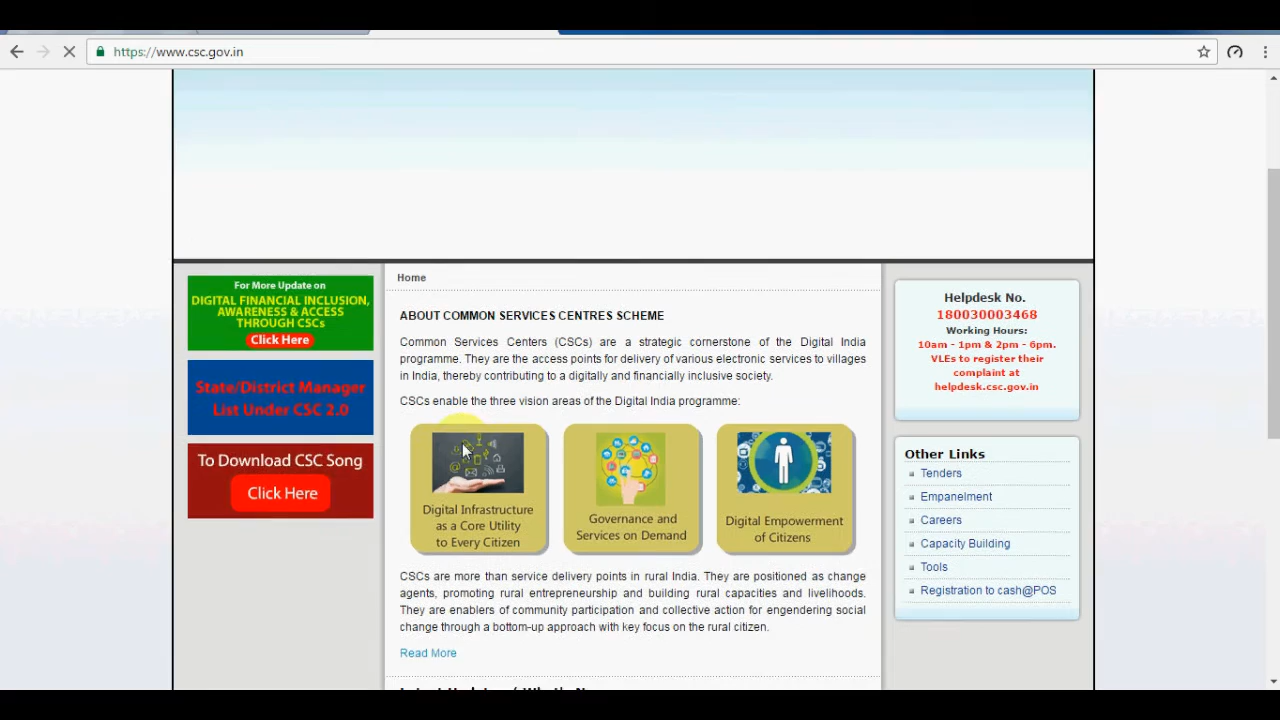 https://www.csc.gov.in
For More Update on
DIGITAL FINANCIAL INCLUSION,
AWARENESS & ACCESS
THROUGH CSCs
Click Here
State/District Manager
List Under CSC 2.0
To Download CSC Song
Click Here
Home
ABOUT COMMON SERVICES CENTRES SCHEME
Common Services Centers (CSCs) are a strategic cornerstone of the Digital India
programme. They are the access points for delivery of various electronic services to villages
in India, thereby contributing to a digitally and financially inclusive society.
CSCs enable the three vision areas of the Digital India programme:
Digital Infrastructure
as a Core Utility
to Every Citizen
Governance and
Services on Demand
Digital Empowerment
of Citizens
CSCs are more than service delivery points in rural India. They are positioned as change
agents, promoting rural entrepreneurship and building rural capacities and livelihoods.
They are enablers of community participation and collective action for engendering social
change through a bottom-up approach with key focus on the rural citizen.
Read More
Helpdesk No.
180030003468
Working Hours:
10am - 1pm & 2pm - 6pm.
VLEs to register their
complaint at
helpdesk.csc.gov.in
Other Links
Tenders
Empanelment
Careers
Capacity Building
Tools
Registration to cash@POS